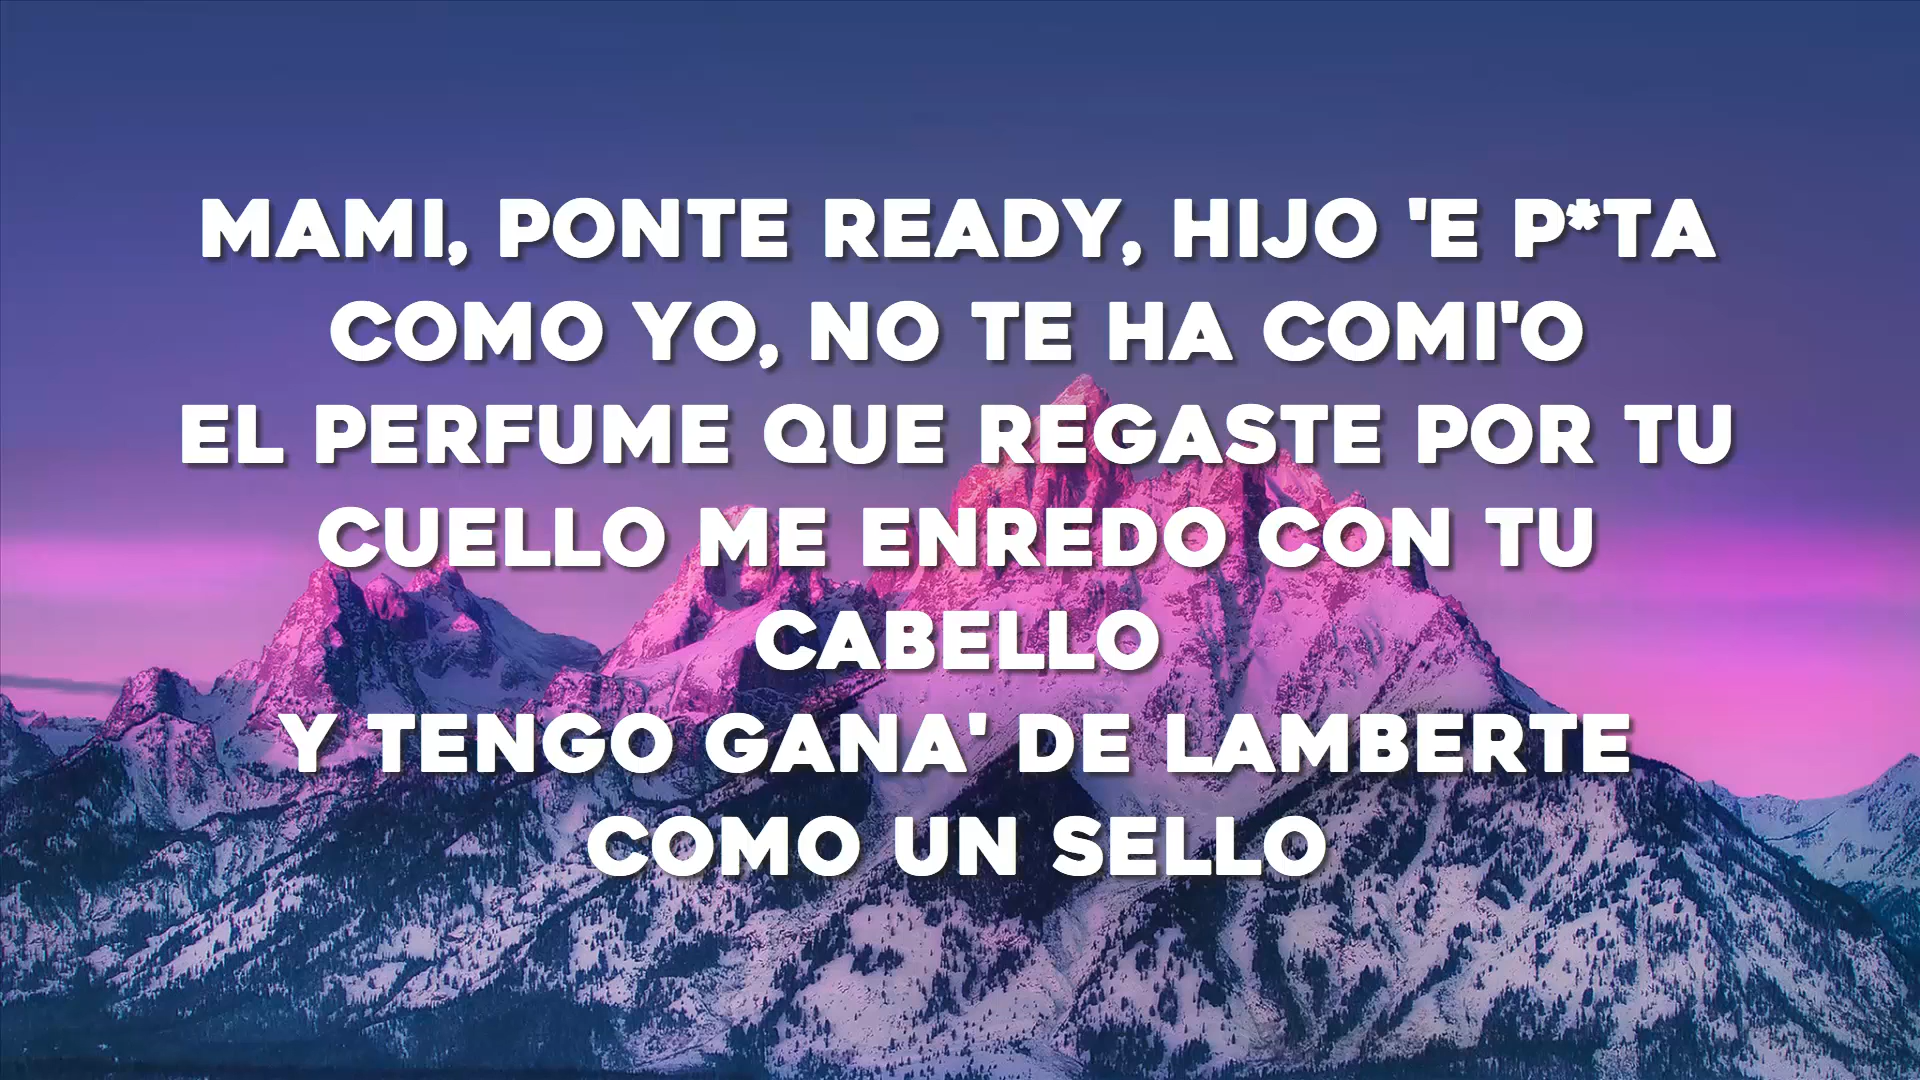 MAMI, PONTE READY, HIJO 'E P*TA
COMO YO, NO TE HA COMI'O
EL PERFUME QUE REGASTE POR TU
CUELLO ME ENREDO CON TU
CABELLO
Y TENGO GANA' DE LAMBERTE
COMO UN SELLO